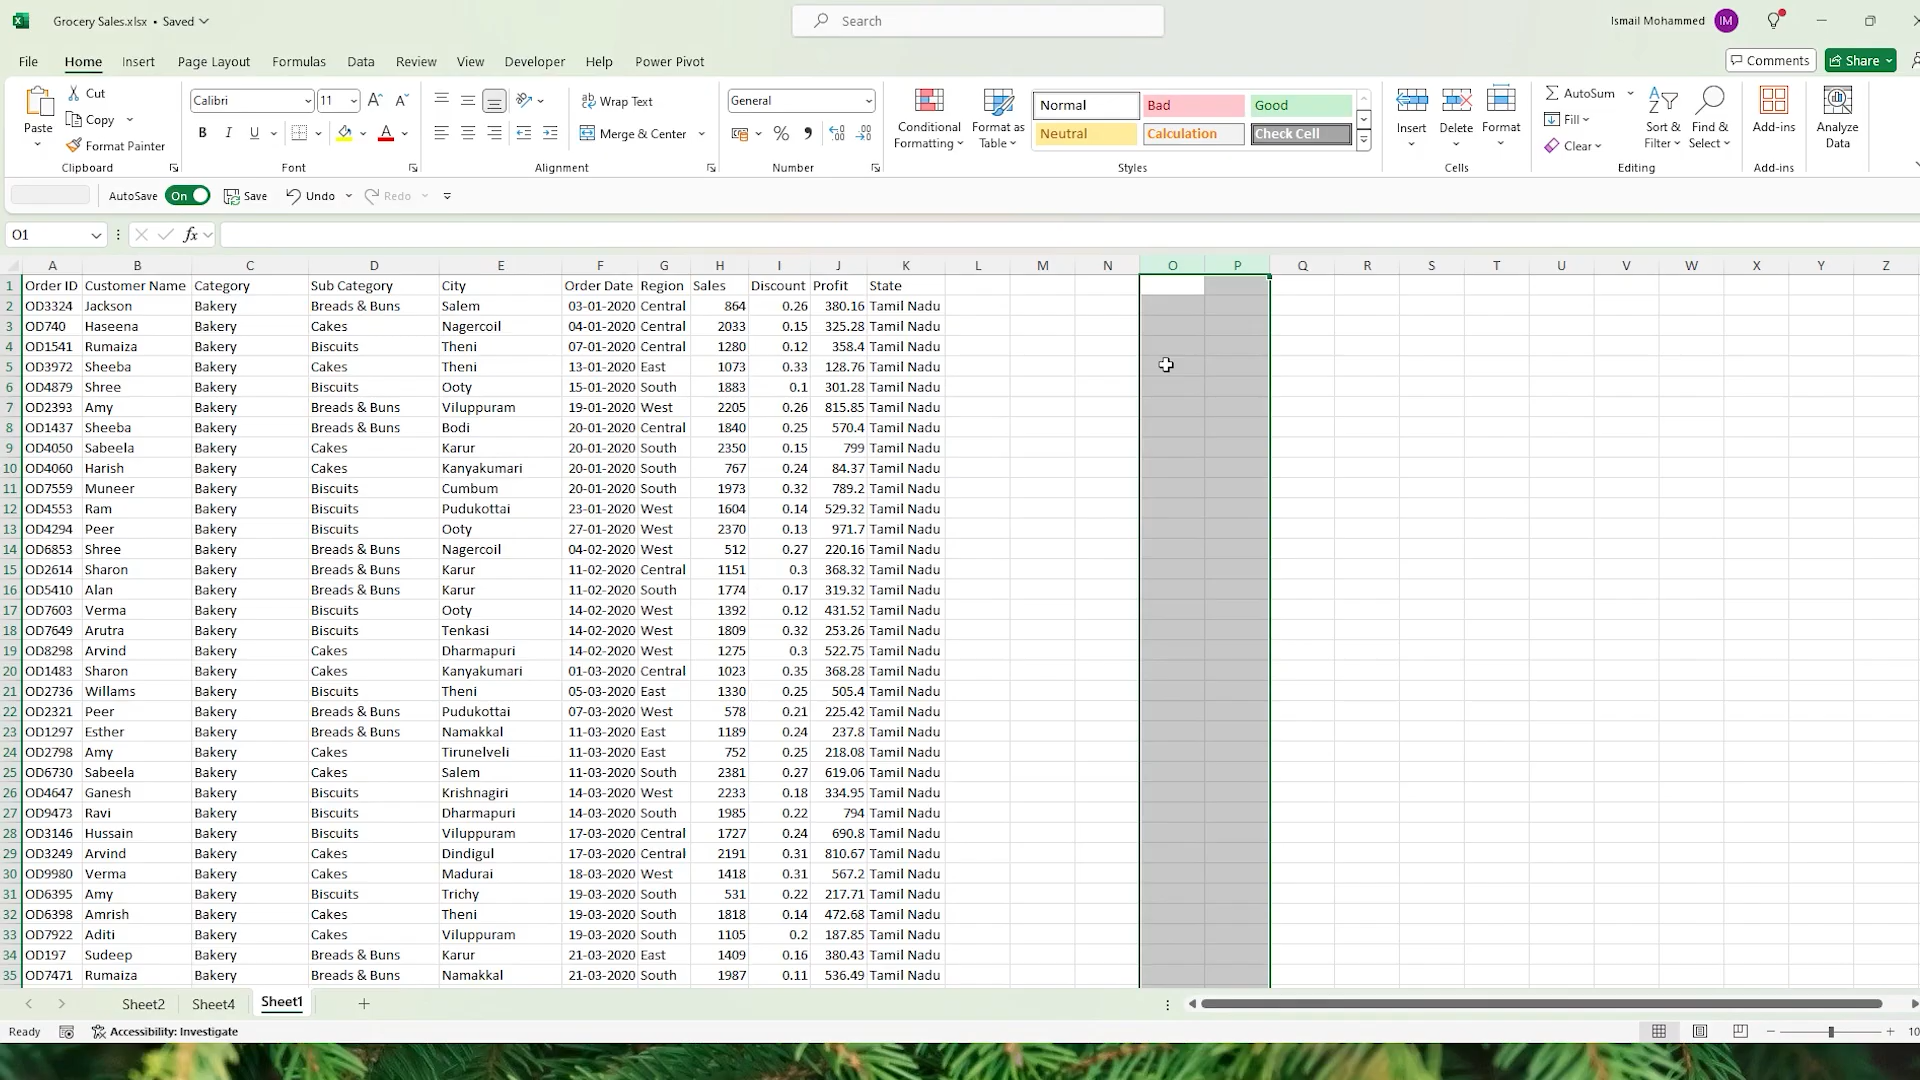 Grocery Sales.xlsx • Saved
Search
Ismail Mohammed IM
File Home Insert Page Layout Formulas Data Review View Developer Help Power Pivot Comments Share
Cut
Copy
Format Painter
Paste
Clipboard
Calibri 11
B I U
Font
Wrap Text
Merge & Center
Alignment
General
Number
Conditional Formatting
Format as Table
Normal Bad Good
Neutral Calculation Check Cell
Styles
Insert Delete Format
Cells
AutoSum
Fill
Clear
Sort & Filter
Find & Select
Editing
Add-ins
Add-ins
Analyze Data
AutoSave On Save Undo Redo
O1 fx
A B C D E F G H I J K L M N O P Q R S T U V W X Y Z
1 Order ID Customer Name Category Sub Category City Order Date Region Sales Discount Profit State
2 OD3324 Jackson Bakery Breads & Buns Salem 03-01-2020 Central 864 0.26 380.16 Tamil Nadu
3 OD740 Haseena Bakery Cakes Nagercoil 04-01-2020 Central 2033 0.15 325.28 Tamil Nadu
4 OD1541 Rumaiza Bakery Biscuits Theni 07-01-2020 Central 1280 0.12 358.4 Tamil Nadu
5 OD3972 Sheeba Bakery Cakes Theni 13-01-2020 East 1073 0.33 128.76 Tamil Nadu
6 OD4879 Shree Bakery Biscuits Ooty 15-01-2020 South 1883 0.1 301.28 Tamil Nadu
7 OD2393 Amy Bakery Breads & Buns Viluppuram 19-01-2020 West 2205 0.26 815.85 Tamil Nadu
8 OD1437 Sheeba Bakery Breads & Buns Bodi 20-01-2020 Central 1840 0.25 570.4 Tamil Nadu
9 OD4050 Sabeela Bakery Cakes Karur 20-01-2020 South 2350 0.15 799 Tamil Nadu
10 OD4060 Harish Bakery Cakes Kanyakumari 20-01-2020 South 767 0.24 84.37 Tamil Nadu
11 OD7559 Muneer Bakery Biscuits Cumbum 20-01-2020 South 1973 0.32 789.2 Tamil Nadu
12 OD4553 Ram Bakery Biscuits Pudukottai 23-01-2020 West 1604 0.14 529.32 Tamil Nadu
13 OD4294 Peer Bakery Biscuits Ooty 27-01-2020 West 2370 0.13 971.7 Tamil Nadu
14 OD6853 Shree Bakery Breads & Buns Nagercoil 04-02-2020 West 512 0.27 220.16 Tamil Nadu
15 OD2614 Sharon Bakery Breads & Buns Karur 11-02-2020 Central 1151 0.3 368.32 Tamil Nadu
16 OD5410 Alan Bakery Breads & Buns Karur 11-02-2020 South 1774 0.17 319.32 Tamil Nadu
17 OD7603 Verma Bakery Biscuits Ooty 14-02-2020 West 1392 0.12 431.52 Tamil Nadu
18 OD7649 Arutra Bakery Biscuits Tenkasi 14-02-2020 West 1809 0.32 253.26 Tamil Nadu
19 OD8298 Arvind Bakery Cakes Dharmapuri 14-02-2020 West 1275 0.3 522.75 Tamil Nadu
20 OD1483 Sharon Bakery Cakes Kanyakumari 01-03-2020 Central 1023 0.35 368.28 Tamil Nadu
21 OD2736 Willams Bakery Biscuits Theni 05-03-2020 East 1330 0.25 505.4 Tamil Nadu
22 OD2321 Peer Bakery Breads & Buns Pudukottai 07-03-2020 West 578 0.21 225.42 Tamil Nadu
23 OD1297 Esther Bakery Breads & Buns Namakkal 11-03-2020 East 1189 0.24 237.8 Tamil Nadu
24 OD2798 Amy Bakery Cakes Tirunelveli 11-03-2020 East 752 0.25 218.08 Tamil Nadu
25 OD6730 Sabeela Bakery Cakes Salem 11-03-2020 South 2381 0.27 619.06 Tamil Nadu
26 OD4647 Ganesh Bakery Biscuits Krishnagiri 14-03-2020 West 2233 0.18 334.95 Tamil Nadu
27 OD9473 Ravi Bakery Biscuits Dharmapuri 14-03-2020 South 1985 0.22 794 Tamil Nadu
28 OD3146 Hussain Bakery Biscuits Viluppuram 17-03-2020 Central 1727 0.24 690.8 Tamil Nadu
29 OD3249 Arvind Bakery Cakes Dindigul 17-03-2020 Central 2191 0.31 810.67 Tamil Nadu
30 OD9980 Verma Bakery Cakes Madurai 18-03-2020 West 1418 0.31 567.2 Tamil Nadu
31 OD6395 Amy Bakery Biscuits Trichy 19-03-2020 South 531 0.22 217.71 Tamil Nadu
32 OD6398 Amrish Bakery Cakes Theni 19-03-2020 South 1818 0.14 472.68 Tamil Nadu
33 OD7922 Aditi Bakery Cakes Viluppuram 19-03-2020 South 1105 0.2 187.85 Tamil Nadu
34 OD197 Sudeep Bakery Breads & Buns Karur 21-03-2020 East 1409 0.16 380.43 Tamil Nadu
35 OD7471 Rumaiza Bakery Breads & Buns Namakkal 21-03-2020 South 1987 0.11 536.49 Tamil Nadu
Sheet2 Sheet4 Sheet1
Ready Accessibility: Investigate 10